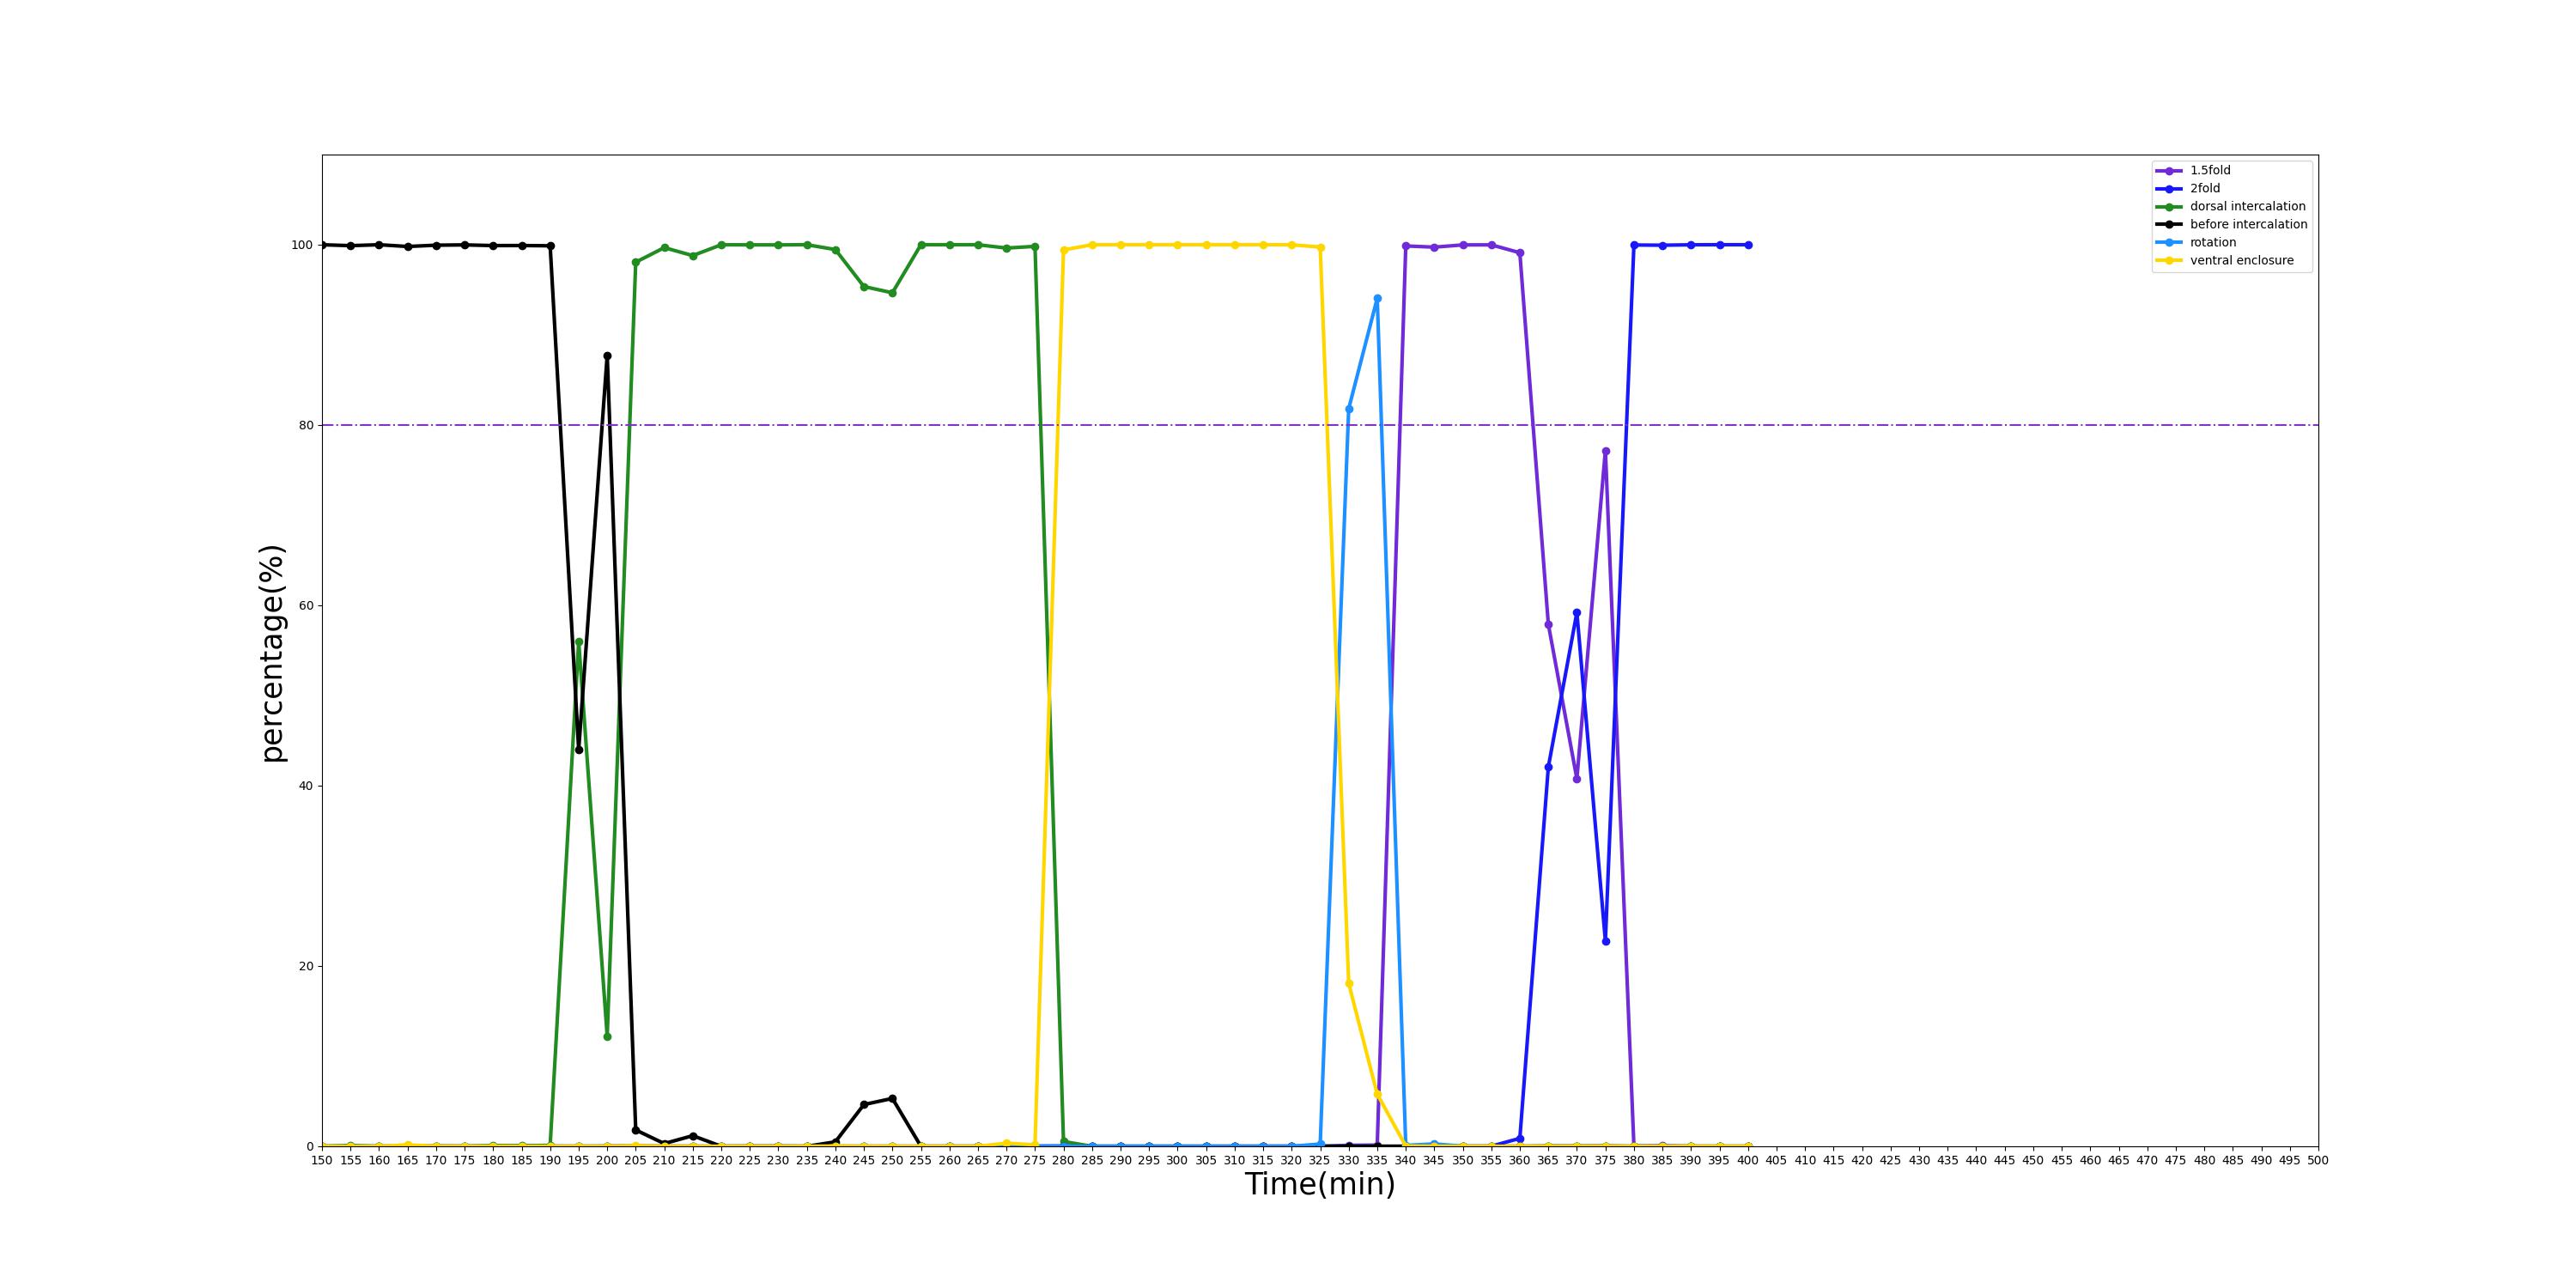 1.5fold
2fold
dorsal intercalation
before intercalation
rotation
ventral enclosure
percentage(%)
100
80
60
40
20
0
150 155 160 165 170 175 180 185 190 195 200 205 210 215 220 225 230 235 240 245 250 255 260 265 270 275 280 285 290 295 300 305 310 315 320 325 330 335 340 345 350 355 360 365 370 375 380 385 390 395 400 405 410 415 420 425 430 435 440 445 450 455 460 465 470 475 480 485 490 495 500
Time(min)